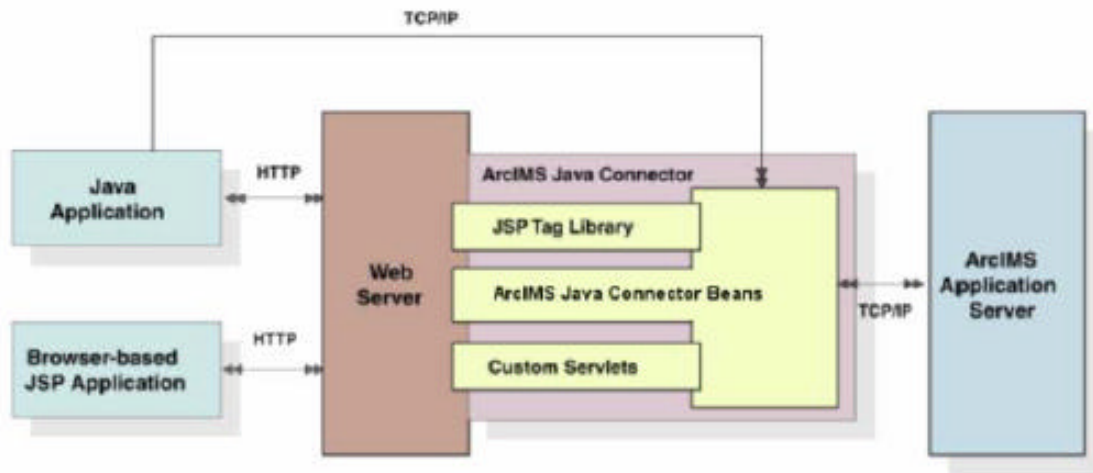 TCP/IP
Java
Application
HTTP
Web
Server
ArcIMS Java Connector
JSP Tag Library
ArcIMS Java Connector Beans
Custom Servlets
TCP/IP
ArcIMS
Application
Server
Browser-based
JSP Application
HTTP